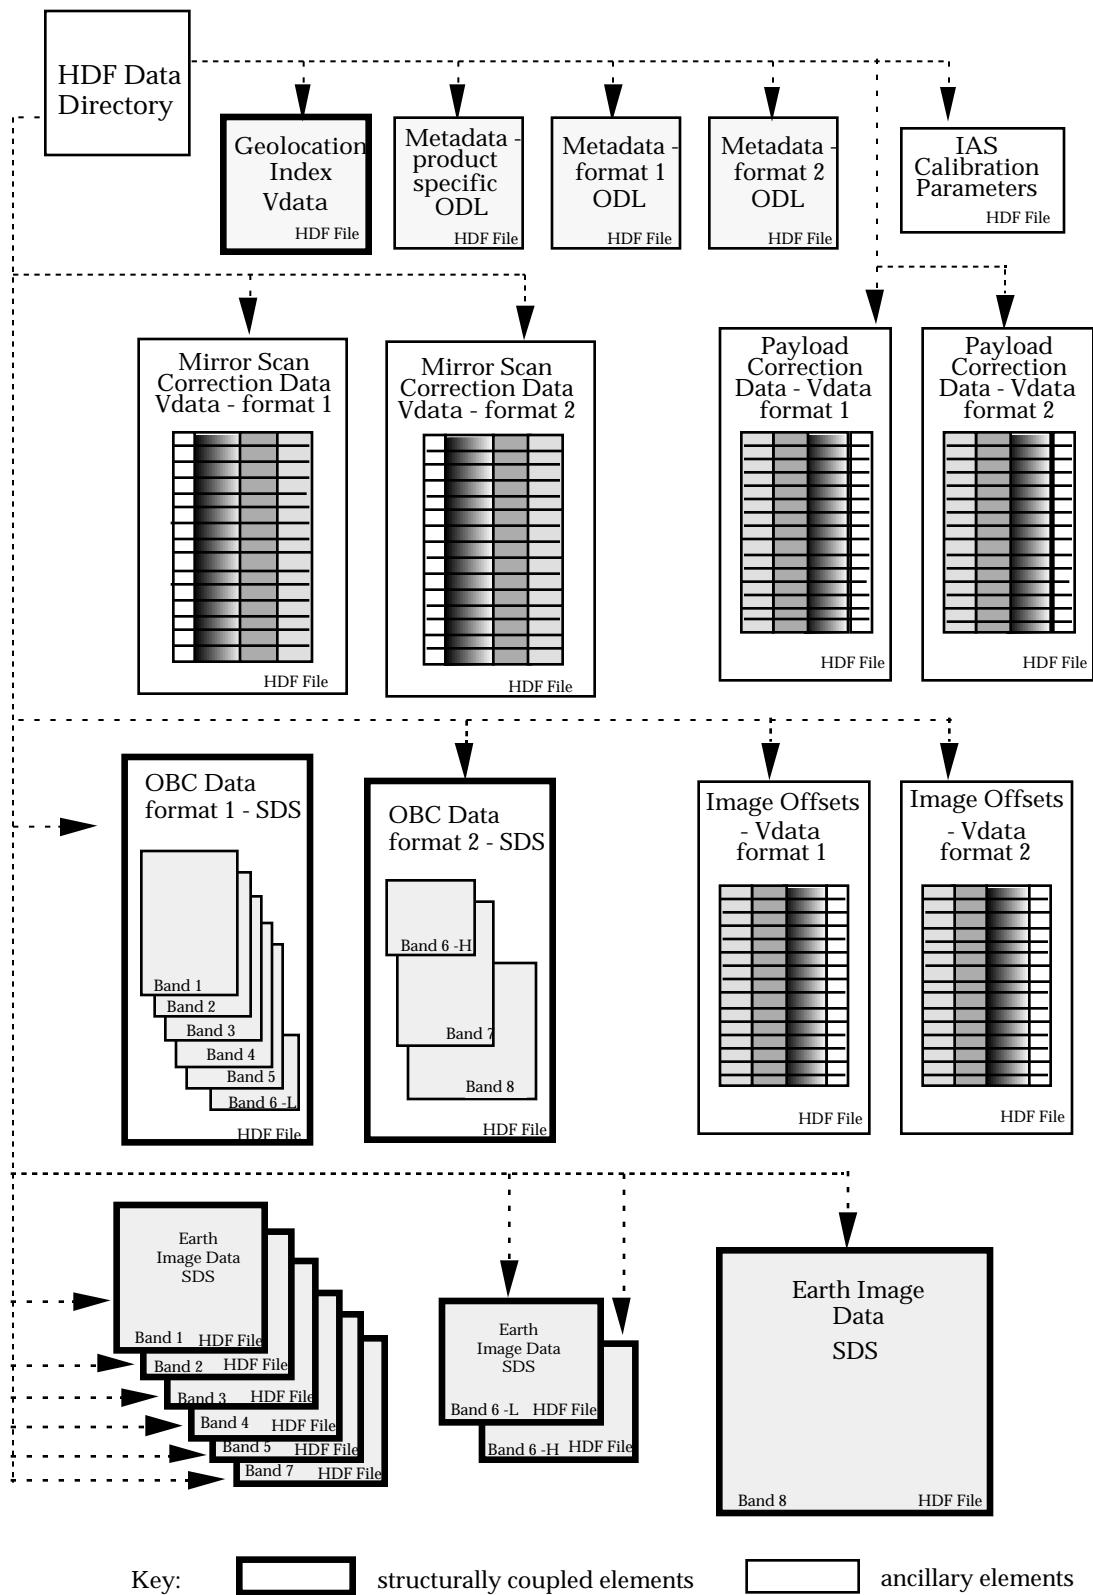 HDF Data
Directory
Geolocation
Index
Vdata
HDF File
Metadata -
product
specific
ODL
HDF File
Metadata -
format 1
ODL
HDF File
Metadata -
format 2
ODL
HDF File
IAS
Calibration
Parameters
HDF File
Mirror Scan
Correction Data
Vdata - format 1
HDF File
Mirror Scan
Correction Data
Vdata - format 2
HDF File
Payload
Correction
Data - Vdata
format 1
HDF File
Payload
Correction
Data - Vdata
format 2
HDF File
OBC Data
format 1 - SDS
Band 1
Band 2
Band 3
Band 4
Band 5
Band 6 -L
HDF File
OBC Data
format 2 - SDS
Band 6 -H
Band 7
Band 8
HDF File
Image Offsets
- Vdata
format 1
HDF File
Image Offsets
- Vdata
format 2
HDF File
Earth
Image Data
SDS
Band 1 HDF File
Band 2 HDF File
Band 3 HDF File
Band 4 HDF File
Band 5 HDF File
Band 7 HDF File
Earth
Image Data
SDS
Band 6 -L HDF File
Band 6 -H HDF File
Earth Image
Data
SDS
Band 8 HDF File
Key: structurally coupled elements ancillary elements